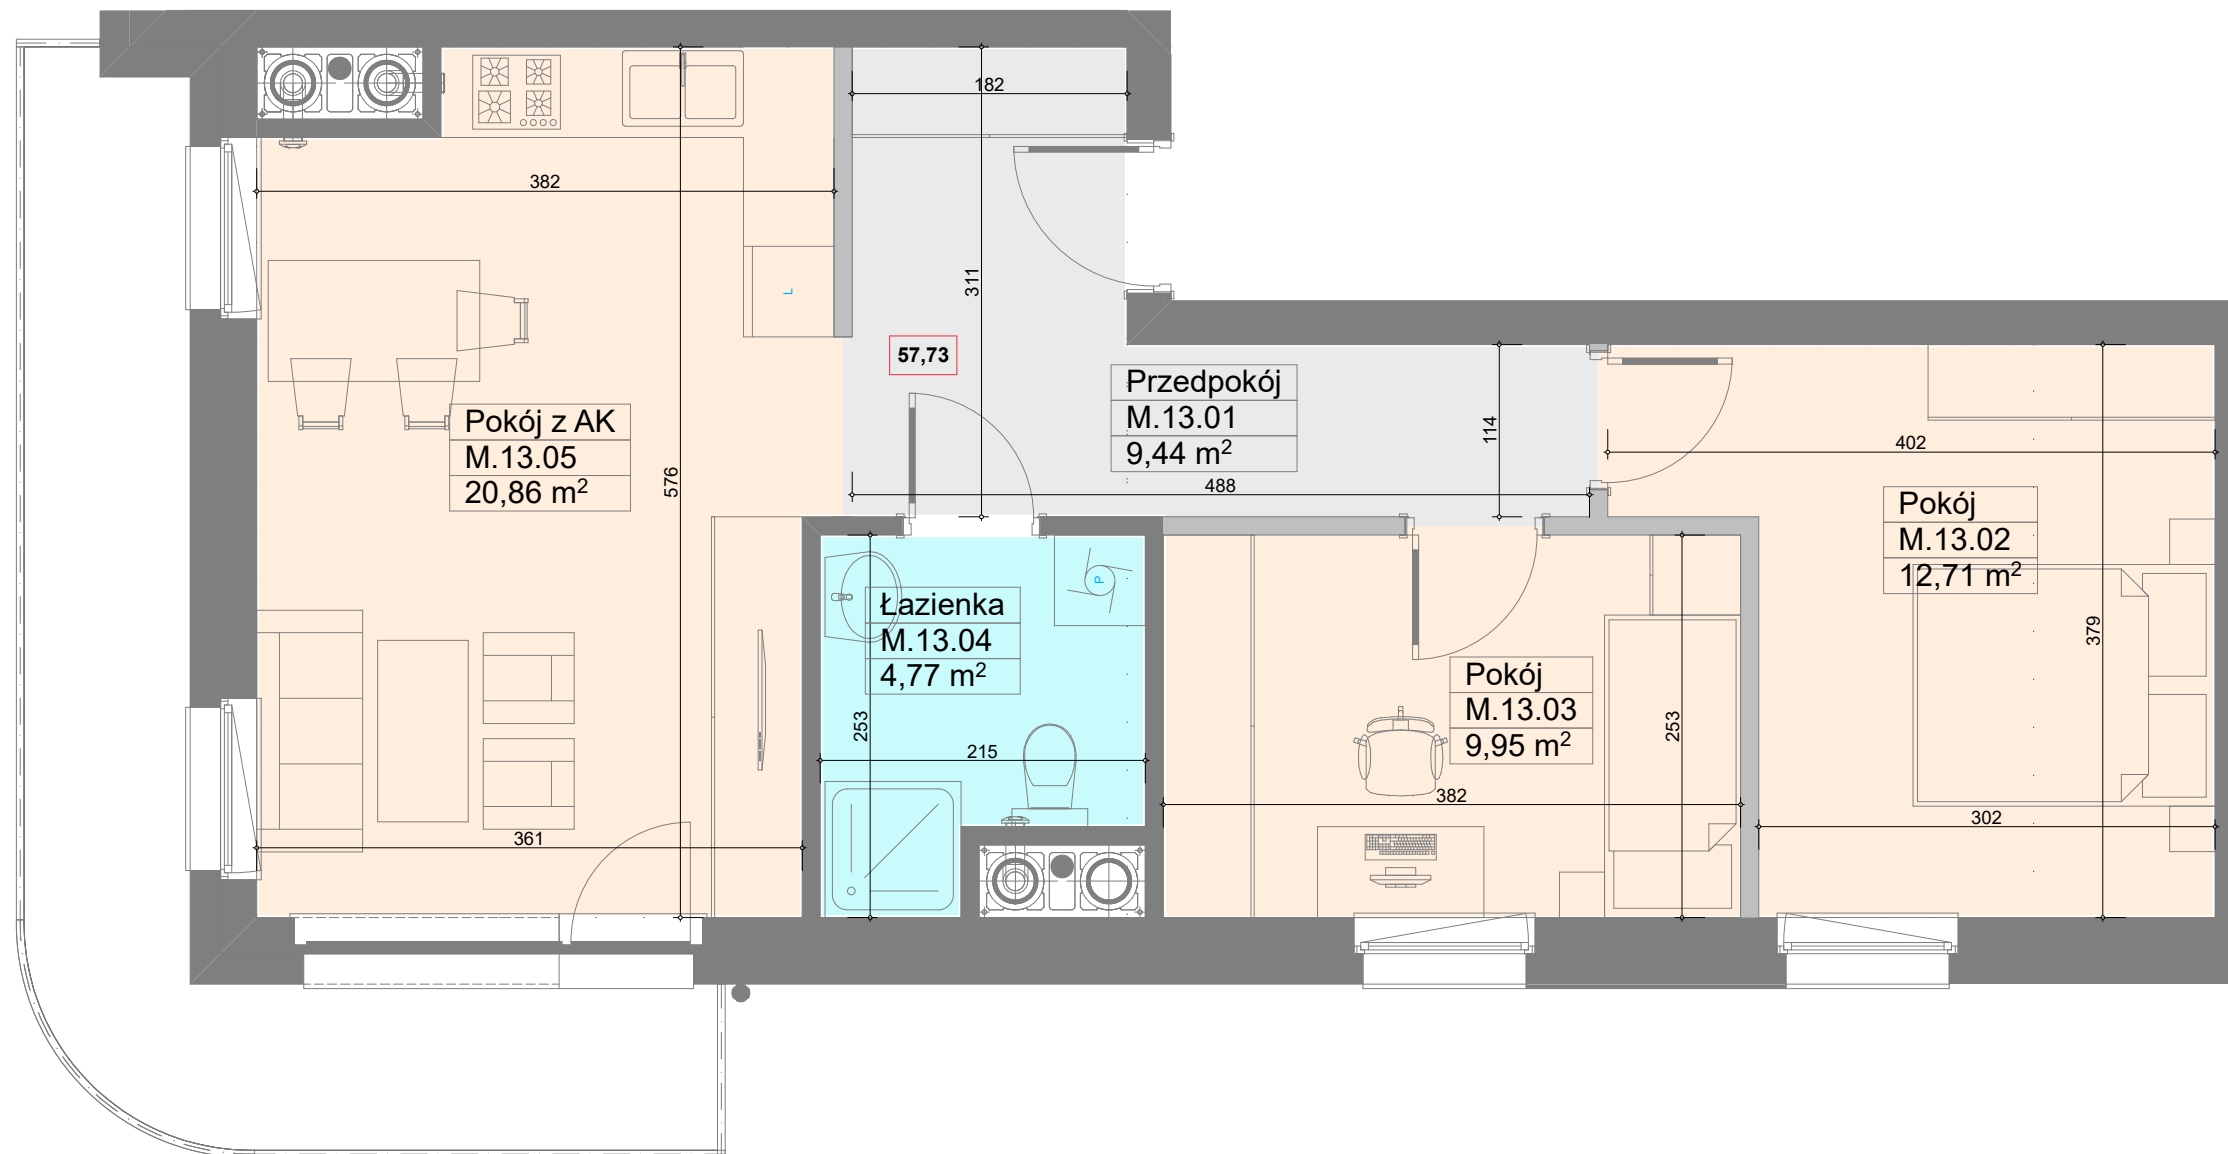 182
382
311
L
57,73
Przedpokój
M.13.01
9,44 m²
114
402
Pokój z AK
M.13.05
20,86 m²
576
488
Pokój
M.13.02
12,71 m²
P
Łazienka
M.13.04
4,77 m²
379
Pokój
M.13.03
9,95 m²
253
253
215
382
302
361